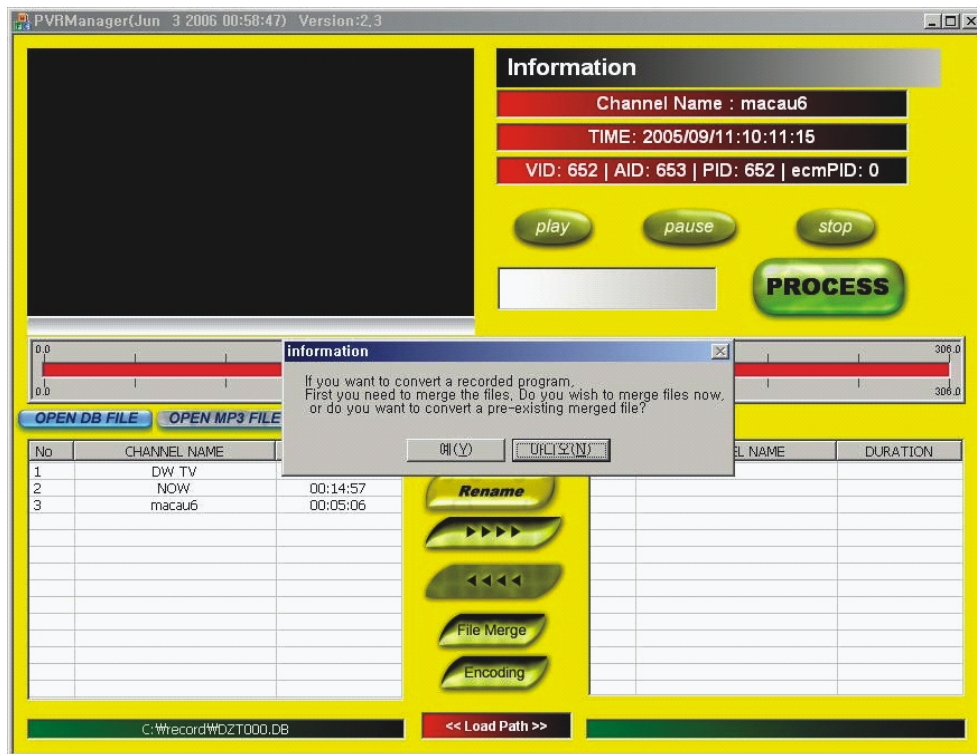 PVRManager(Jun 3 2006 00:58:47) Version:2,3
Information
Channel Name : macau6
TIME: 2005/09/11:10:11:15
VID: 652 | AID: 653 | PID: 652 | ecmPID: 0
play pause stop
PROCESS
0.0 306.0
0.0 306.0
information
If you want to convert a recorded program,
First you need to merge the files, Do you wish to merge files now,
or do you want to convert a pre-existing merged file?
예(Y) 아니오(N)
OPEN DB FILE OPEN MP3 FILE
No CHANNEL NAME
1 DW TV
2 NOW 00:14:57
3 macau6 00:05:06
NAME DURATION
Rename
File Merge
Encoding
C:₩record₩DZT000.DB
<< Load Path >>